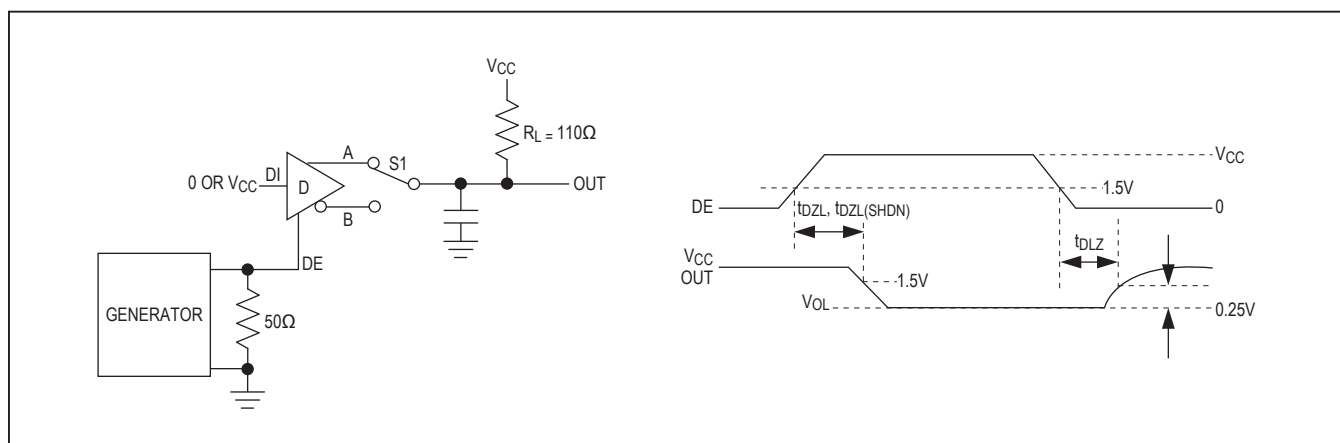 VCC
RL = 110Ω
A
S1
0 OR VCC
DI
D
OUT
B
DE
GENERATOR
50Ω
VCC
1.5V
DE
0
tDZL, tDZL(SHDN)
tDLZ
VCC
OUT
1.5V
VOL
0.25V